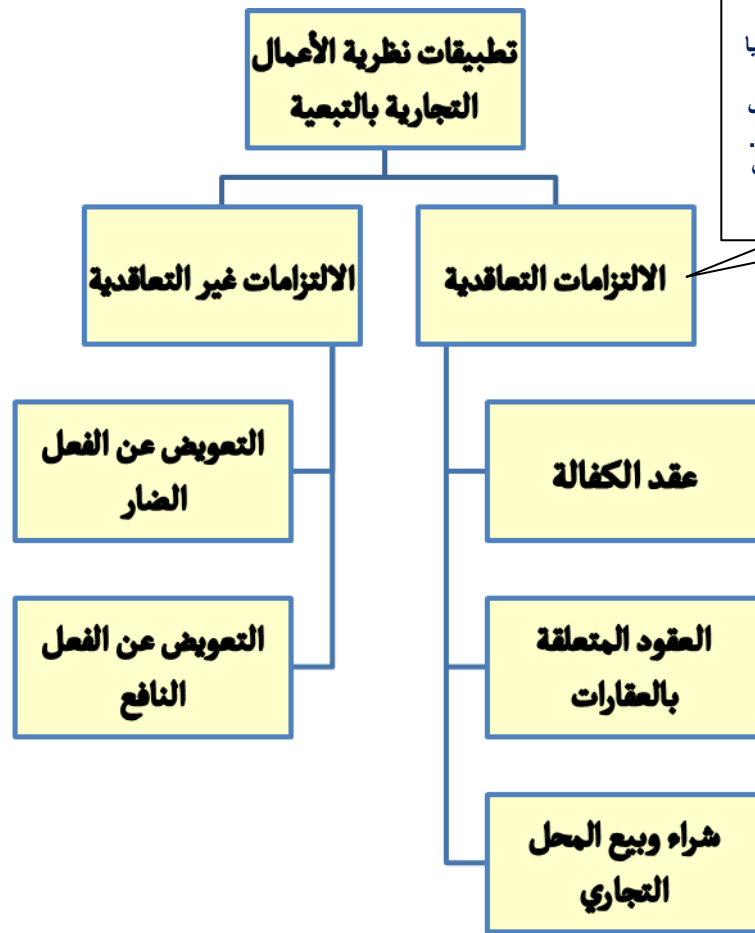 تطبيقات نظرية الأعمال
التجارية بالتبعية
الالتزامات التعاقدية
الالتزامات غير التعاقدية
عقد الكفالة
العقود المتعلقة
بالعقارات
شراء وبيع المحل
التجاري
التعويض عن الفعل
الضار
التعويض عن الفعل
النافع